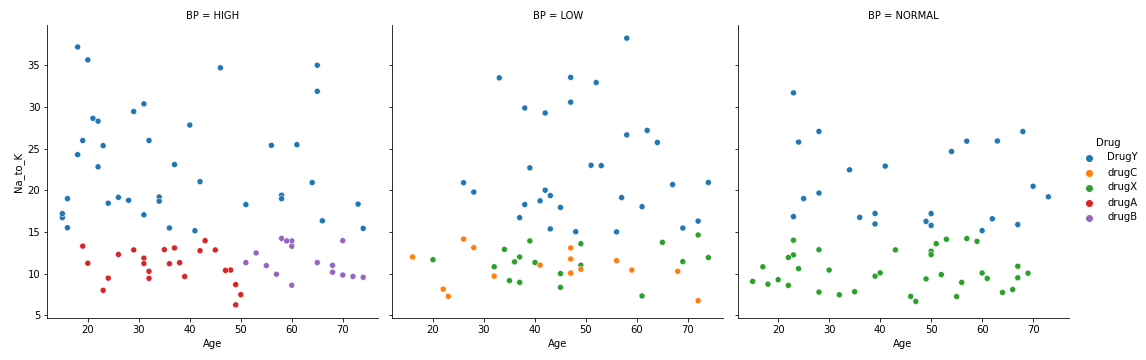 BP = HIGH
BP = LOW
BP = NORMAL
Na_to_K
35
30
25
20
15
10
5
20 30 40 50 60 70
Age
20 30 40 50 60 70
Age
20 30 40 50 60 70
Age
Drug
DrugY
drugC
drugX
drugA
drugB